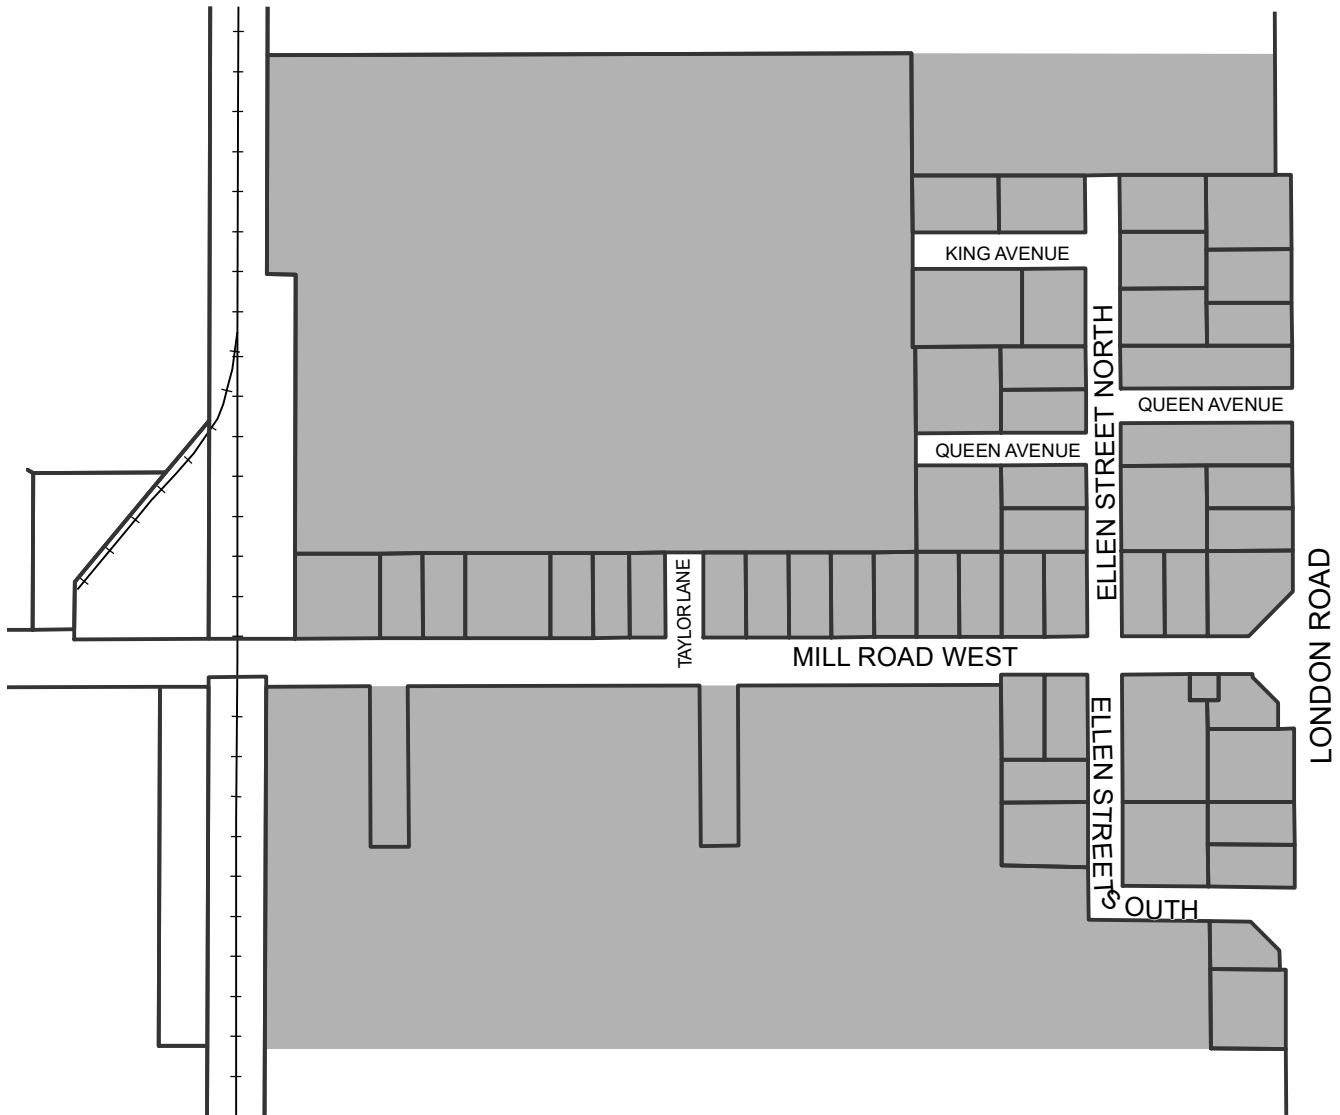 KING AVENUE
ELLEN STREET NORTH
QUEEN AVENUE
QUEEN AVENUE
TAYLOR LANE
MILL ROAD WEST
LONDON ROAD
ELLEN STREET SOUTH